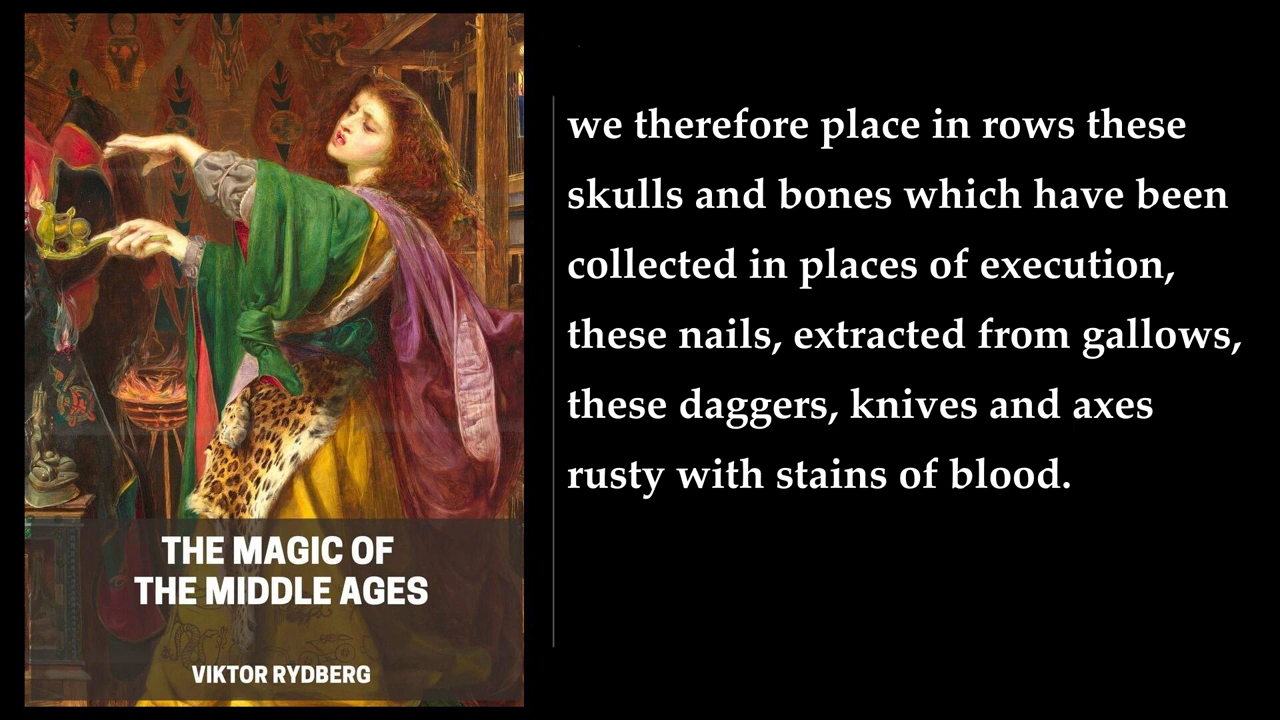 we therefore place in rows these
skulls and bones which have been
collected in places of execution,
these nails, extracted from gallows,
these daggers, knives and axes
rusty with stains of blood.
THE MAGIC OF
THE MIDDLE AGES
VIKTOR RYDBERG